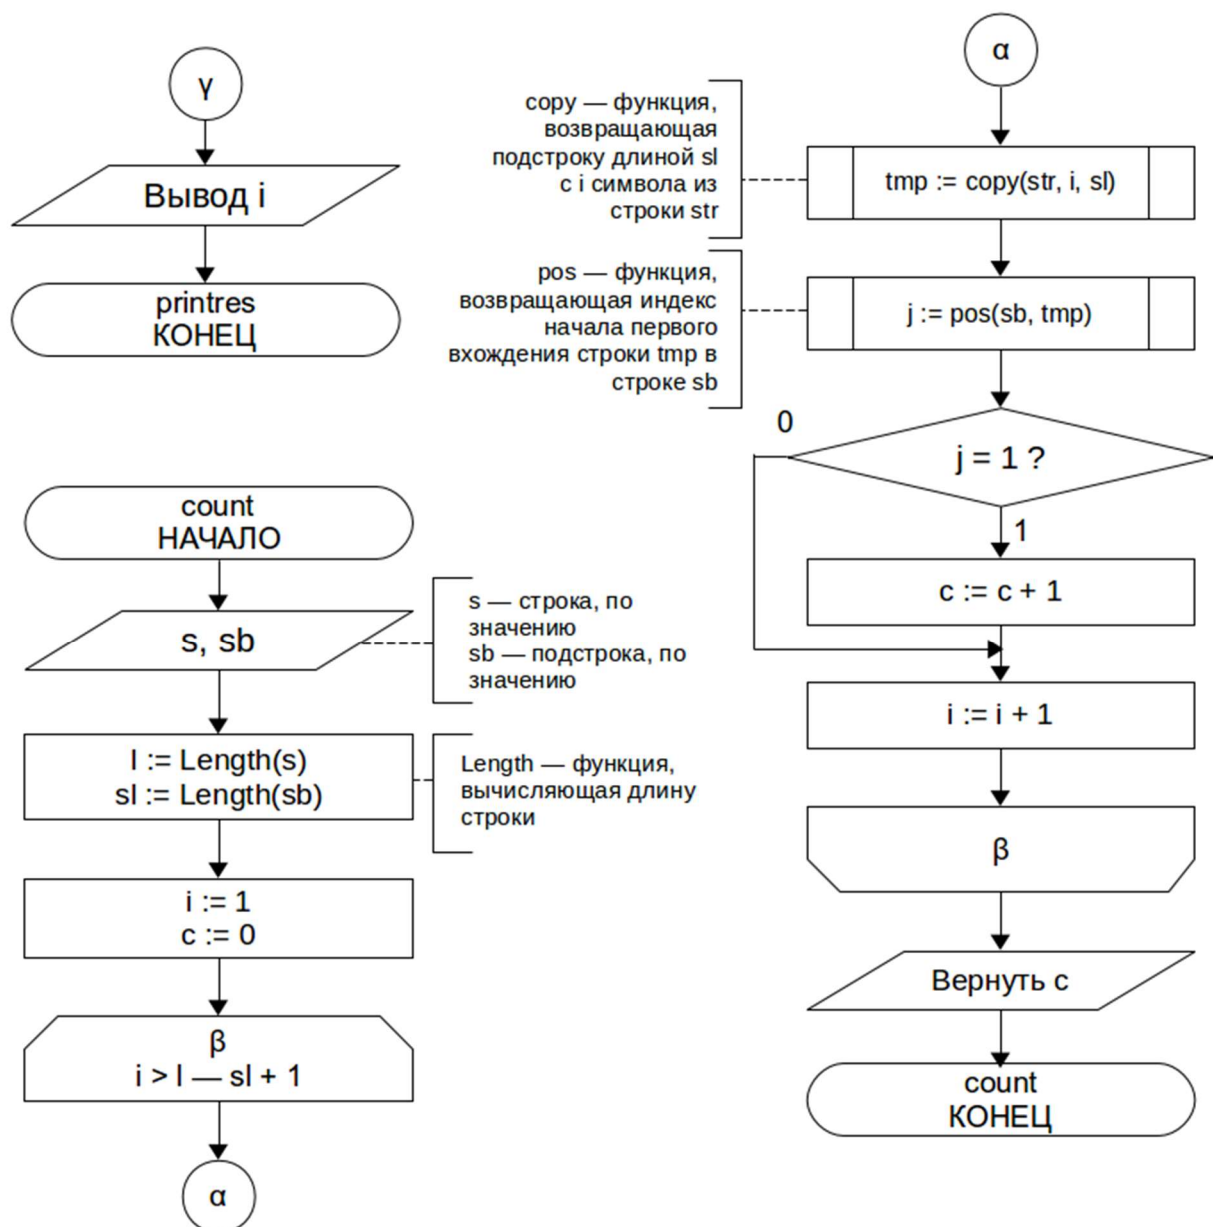 γ
Вывод i
printres
КОНЕЦ
count
НАЧАЛО
s, sb
s — строка, по
значению
sb — подстрока, по
значению
l := Length(s)
sl := Length(sb)
Length — функция,
вычисляющая длину
строки
i := 1
c := 0
β
i > l — sl + 1
α
α
copy — функция,
возвращающая
подстроку длиной sl
с i символа из
строки str
tmp := copy(str, i, sl)
pos — функция,
возвращающая индекс
начала первого
вхождения строки tmp в
строке sb
j := pos(sb, tmp)
0
j = 1 ?
1
c := c + 1
i := i + 1
β
Вернуть c
count
КОНЕЦ